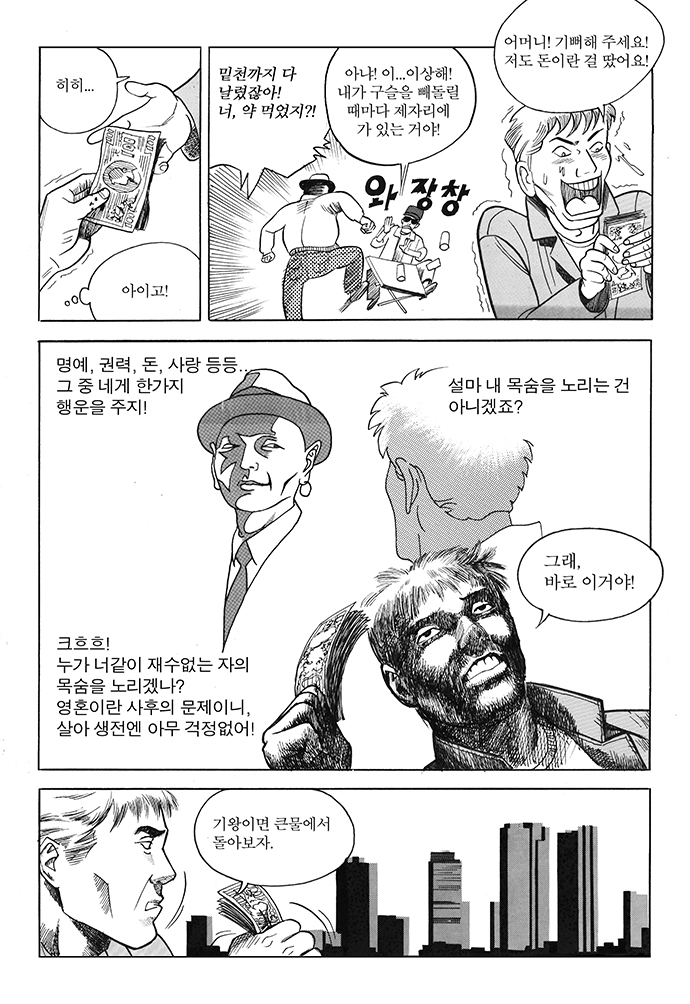 히히...
아이고!
밑천까지 다
날렸잖아!
너, 약 먹었지?!
아냐! 이...이상해!
내가 구슬을 빼돌릴
때마다 제자리에
가 있는 거야!
와장창
어머니! 기뻐해 주세요!
저도 돈이란 걸 땄어요!
명예, 권력, 돈, 사랑 등등..
그 중 네게 한가지
행운을 주지!
설마 내 목숨을 노리는 건
아니겠죠?
크흐흐!
누가 너같이 재수없는 자의
목숨을 노리겠나?
영혼이란 사후의 문제이니,
살아 생전엔 아무 걱정없어!
그래,
바로 이거야!
기왕이면 큰물에서
돌아보자.